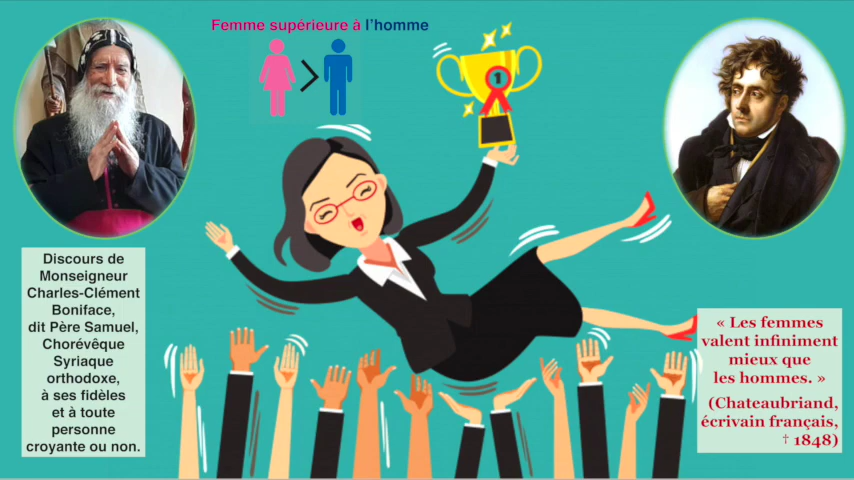 Femme supérieure à l'homme
1
Discours de
Monseigneur
Charles-Clément
Boniface,
dit Père Samuel,
Chorévêque
Syriaque
orthodoxe,
à ses fidèles
et à toute
personne
croyante ou non.
« Les femmes
valent infiniment
mieux que
les hommes. »
(Chateaubriand,
écrivain français,
† 1848)